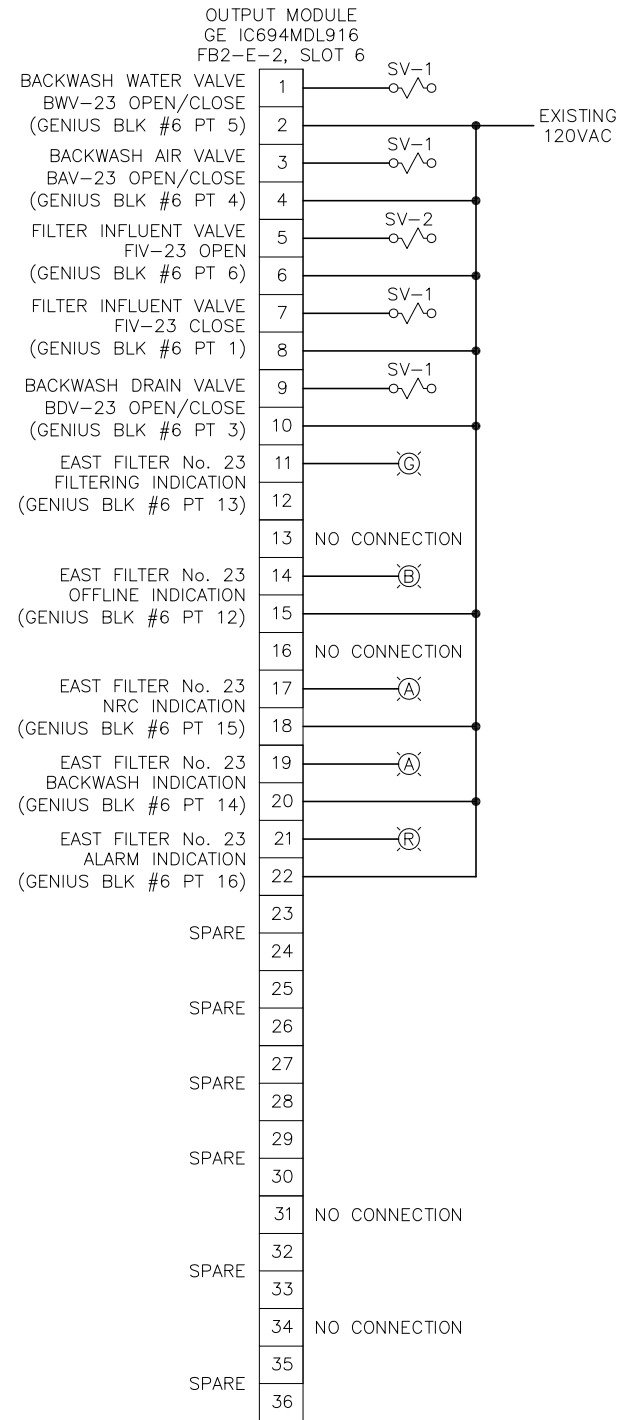 OUTPUT MODULE
GE IC694MDL916
FB2-E-2, SLOT 6
BACKWASH WATER VALVE
BWV-23 OPEN/CLOSE
(GENIUS BLK #6 PT 5)
1
SV-1
2
EXISTING
120VAC
BACKWASH AIR VALVE
BAV-23 OPEN/CLOSE
(GENIUS BLK #6 PT 4)
3
SV-1
4
FILTER INFLUENT VALVE
FIV-23 OPEN
(GENIUS BLK #6 PT 6)
5
SV-2
6
FILTER INFLUENT VALVE
FIV-23 CLOSE
(GENIUS BLK #6 PT 1)
7
SV-1
8
BACKWASH DRAIN VALVE
BDV-23 OPEN/CLOSE
(GENIUS BLK #6 PT 3)
9
SV-1
10
EAST FILTER No. 23
FILTERING INDICATION
(GENIUS BLK #6 PT 13)
11
G
12
13 NO CONNECTION
EAST FILTER No. 23
OFFLINE INDICATION
(GENIUS BLK #6 PT 12)
14
B
15
16 NO CONNECTION
EAST FILTER No. 23
NRC INDICATION
(GENIUS BLK #6 PT 15)
17
A
18
EAST FILTER No. 23
BACKWASH INDICATION
(GENIUS BLK #6 PT 14)
19
A
20
EAST FILTER No. 23
ALARM INDICATION
(GENIUS BLK #6 PT 16)
21
R
22
SPARE
23
24
SPARE
25
26
SPARE
27
28
SPARE
29
30
31 NO CONNECTION
SPARE
32
33
34 NO CONNECTION
SPARE
35
36